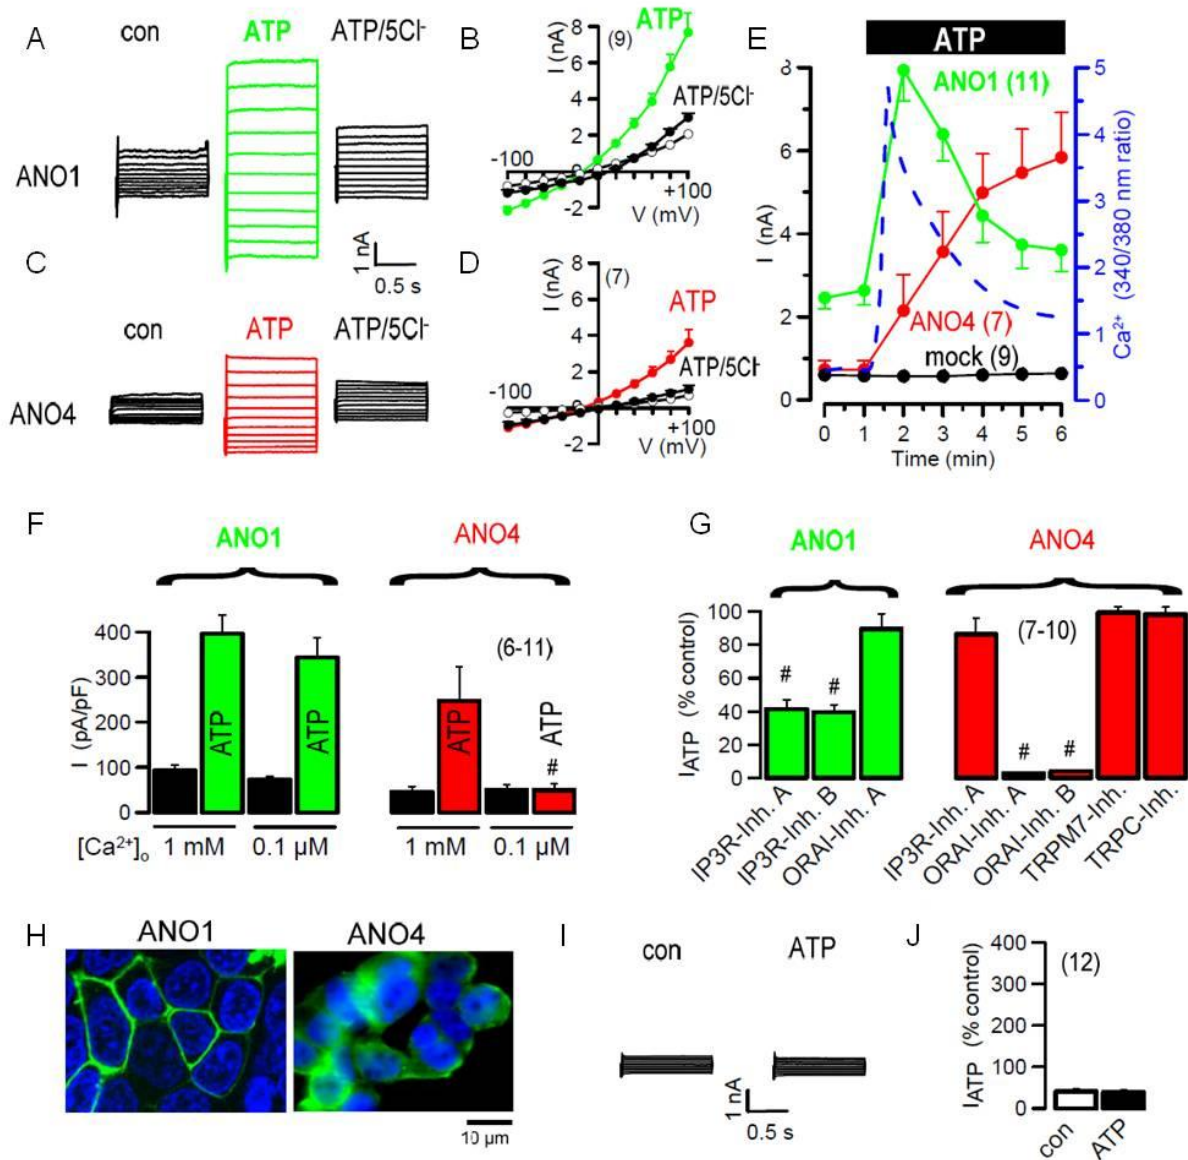 A
con
ATP
ATP/5Cl⁻
ANO1
1 nA
0.5 s
B
I (nA)
8
6
4
2
-2
(9)
ATP
ATP/5Cl⁻
-100
+100
V (mV)
C
con
ATP
ATP/5Cl⁻
ANO4
D
I (nA)
8
6
4
2
-2
(7)
ATP
ATP/5Cl⁻
-100
+100
V (mV)
E
ATP
I (nA)
8
6
4
2
0
ANO1 (11)
ANO4 (7)
mock (9)
5
4
3
2
1
0
Ca²⁺ (340/380 nm ratio)
0 1 2 3 4 5 6
Time (min)
F
ANO1
ANO4
I (pA/pF)
400
300
200
100
0
ATP
ATP
(6-11)
ATP
ATP
#
[Ca²⁺]ₒ
1 mM
0.1 µM
1 mM
0.1 µM
G
ANO1
ANO4
I_ATP (% control)
100
80
60
40
20
0
#
#
(7-10)
#
#
IP3R-Inh. A
IP3R-Inh. B
ORAI-Inh. A
IP3R-Inh. A
ORAI-Inh. A
ORAI-Inh. B
TRPM7-Inh.
TRPC-Inh.
H
ANO1
ANO4
10 µm
I
con
ATP
1 nA
0.5 s
J
I_ATP (% control)
400
300
200
100
0
(12)
con
ATP